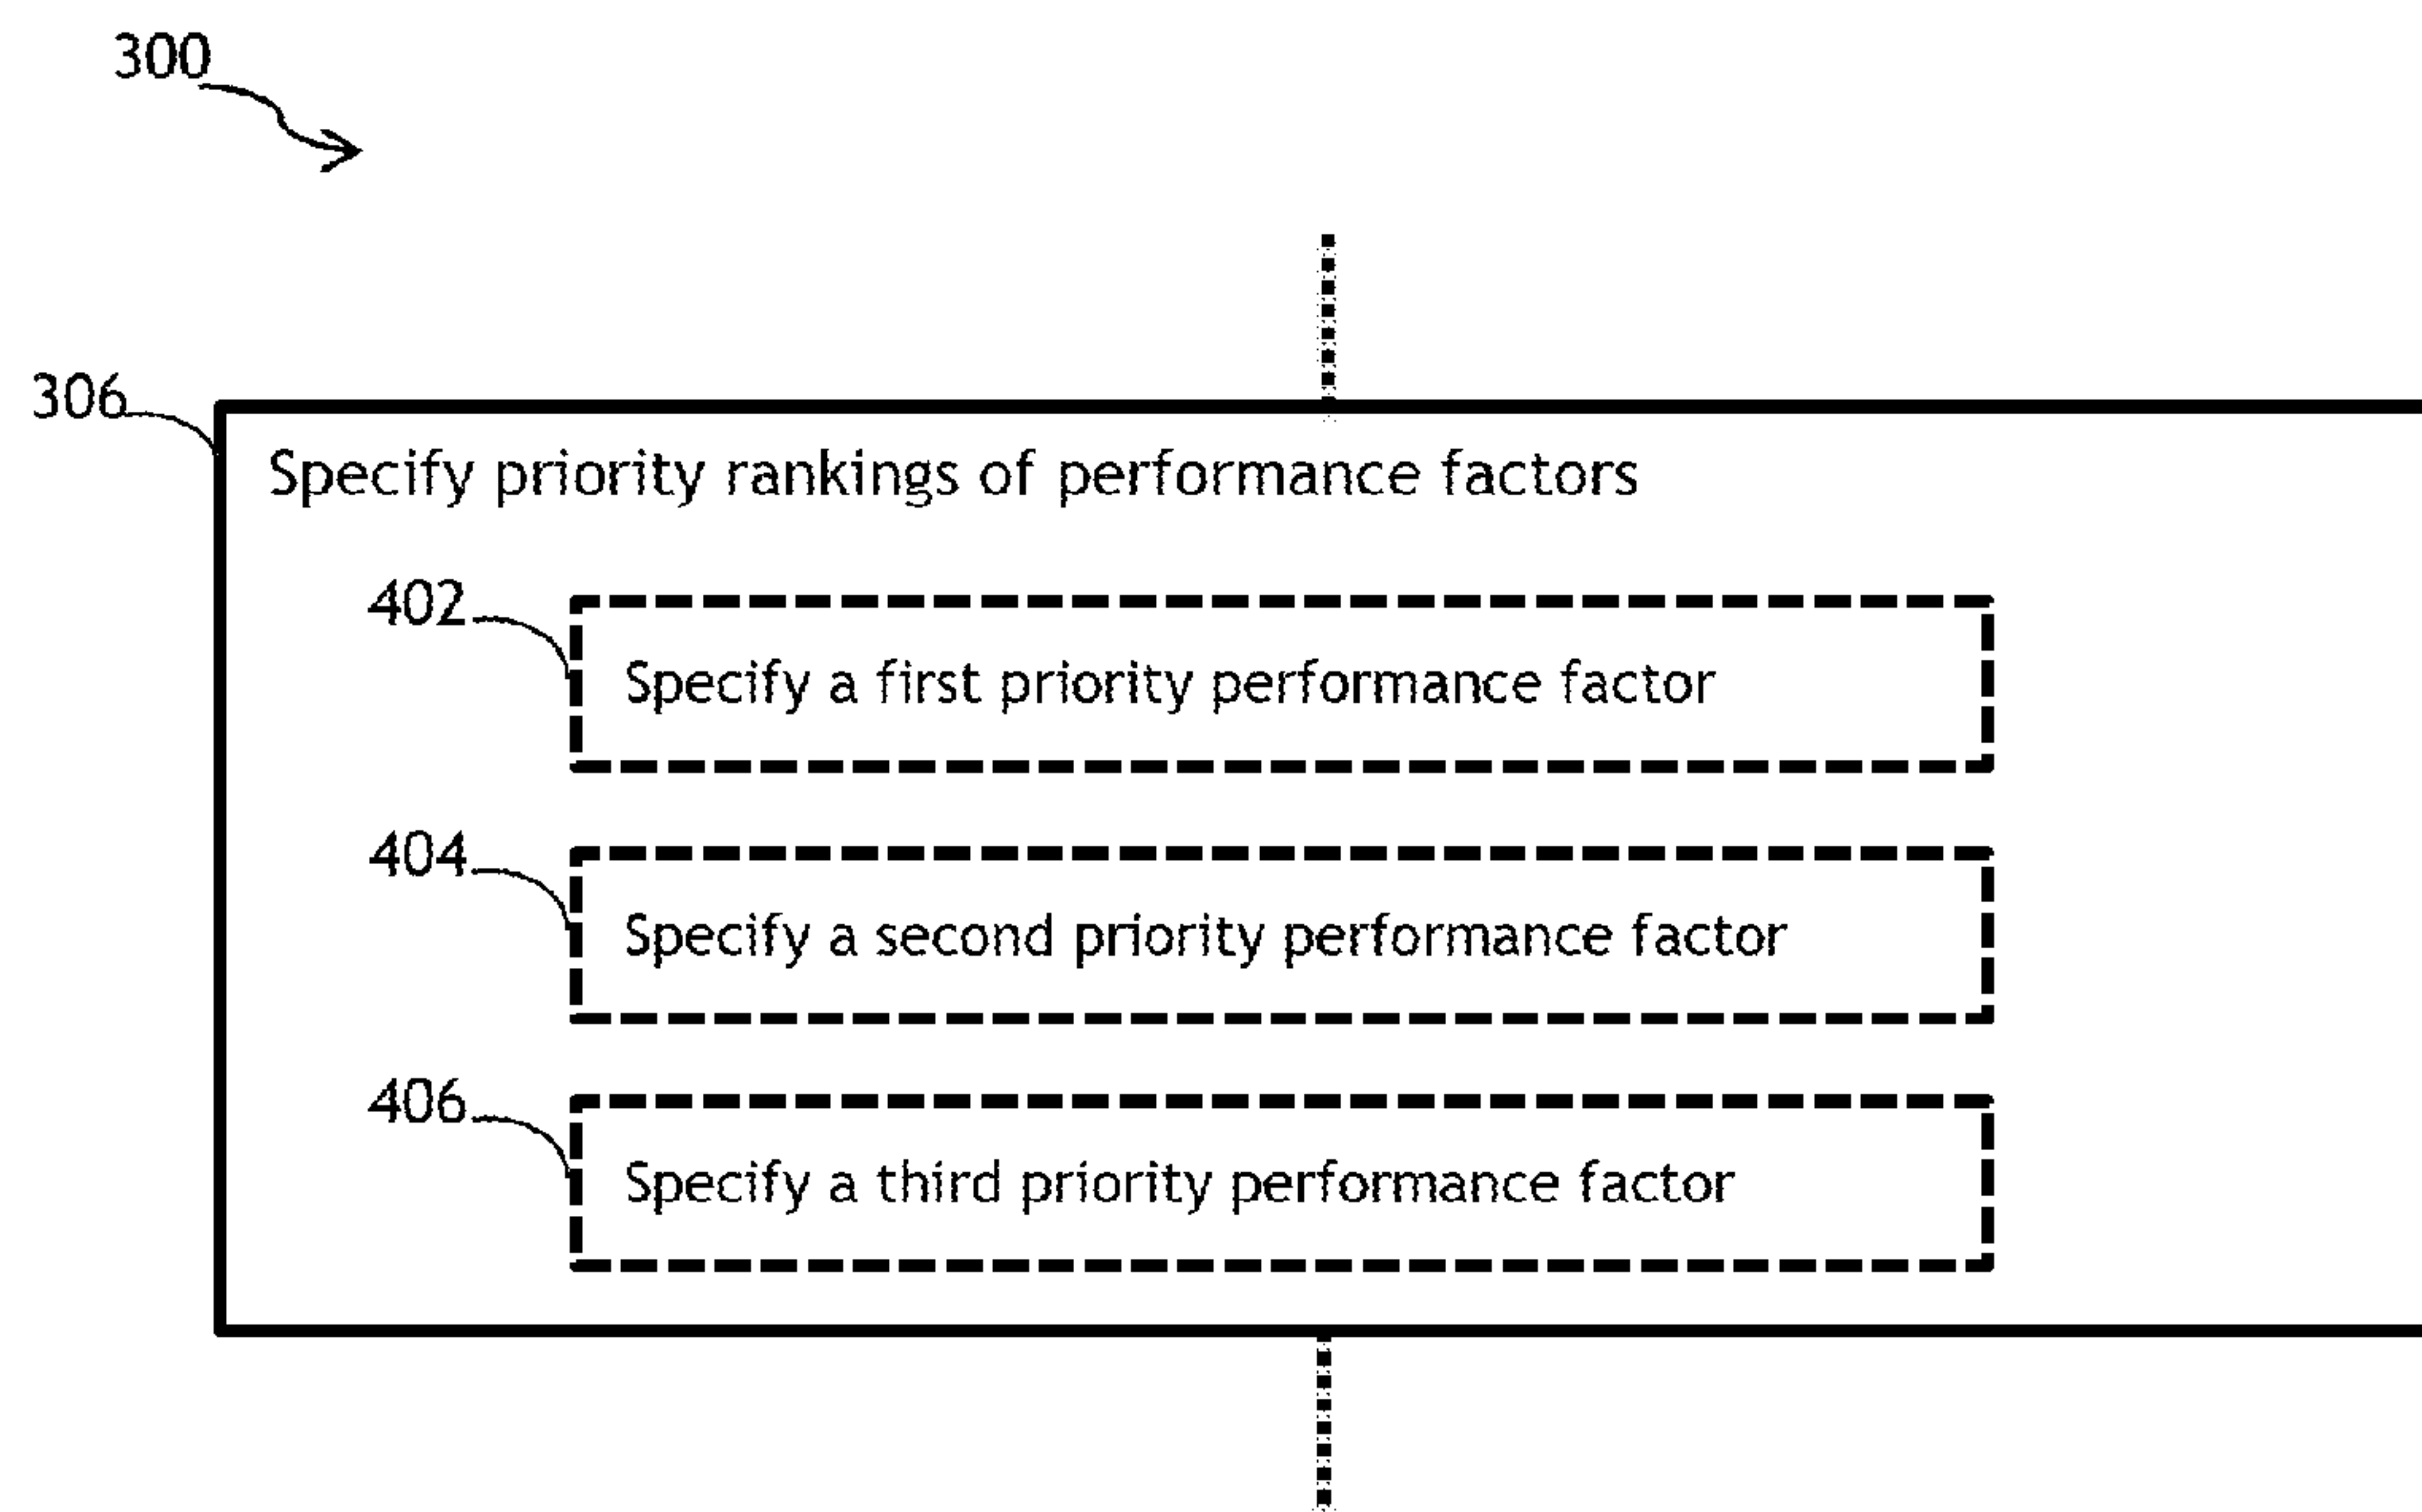 300
306
Specify priority rankings of performance factors
402
Specify a first priority performance factor
404
Specify a second priority performance factor
406
Specify a third priority performance factor